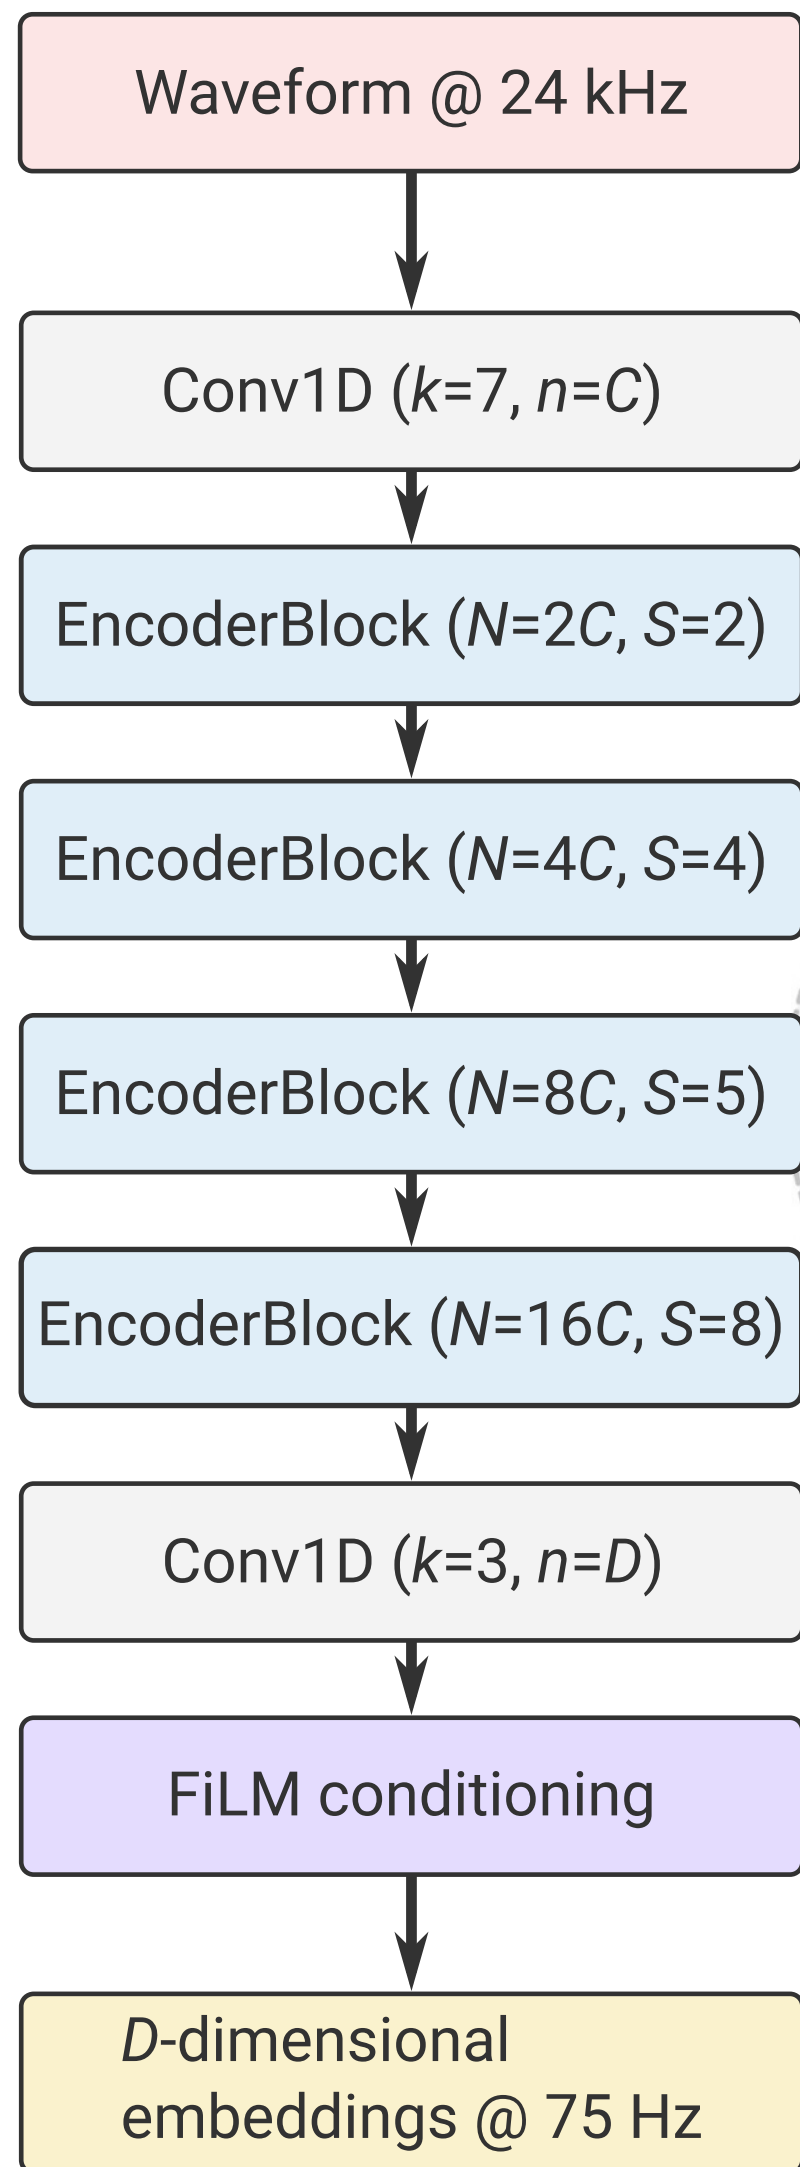 Waveform @ 24 kHz
Conv1D (k=7, n=C)
EncoderBlock (N=2C, S=2)
EncoderBlock (N=4C, S=4)
EncoderBlock (N=8C, S=5)
EncoderBlock (N=16C, S=8)
Conv1D (k=3, n=D)
FiLM conditioning
D-dimensional
embeddings @ 75 Hz